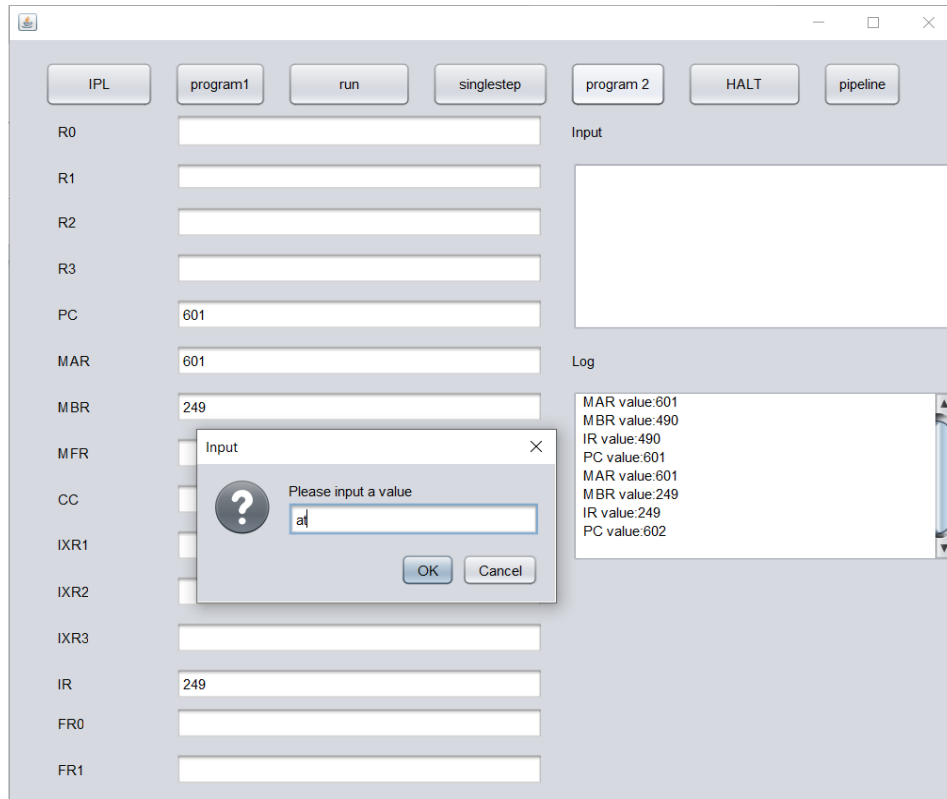 IPL program1 run singlestep program 2 HALT pipeline
R0
Input
R1
R2
R3
PC 601
MAR 601
Log
MBR 249
MAR value:601
MBR value:490
IR value:490
PC value:601
MAR value:601
MBR value:249
IR value:249
PC value:602
MFR
Input
Please input a value
at
OK Cancel
CC
IXR1
IXR2
IXR3
IR 249
FR0
FR1